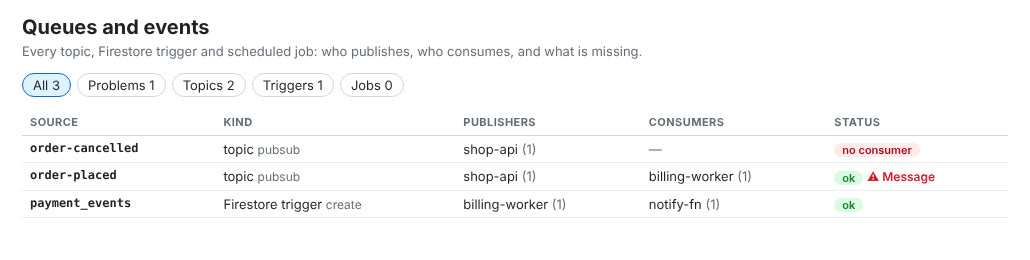 Queues and events
Every topic, Firestore trigger and scheduled job: who publishes, who consumes, and what is missing.
All 3 Problems 1 Topics 2 Triggers 1 Jobs 0
SOURCE KIND PUBLISHERS CONSUMERS STATUS
order-cancelled topic pubsub shop-api (1) — no consumer
order-placed topic pubsub shop-api (1) billing-worker (1) ok ⚠ Message
payment_events Firestore trigger create billing-worker (1) notify-fn (1) ok